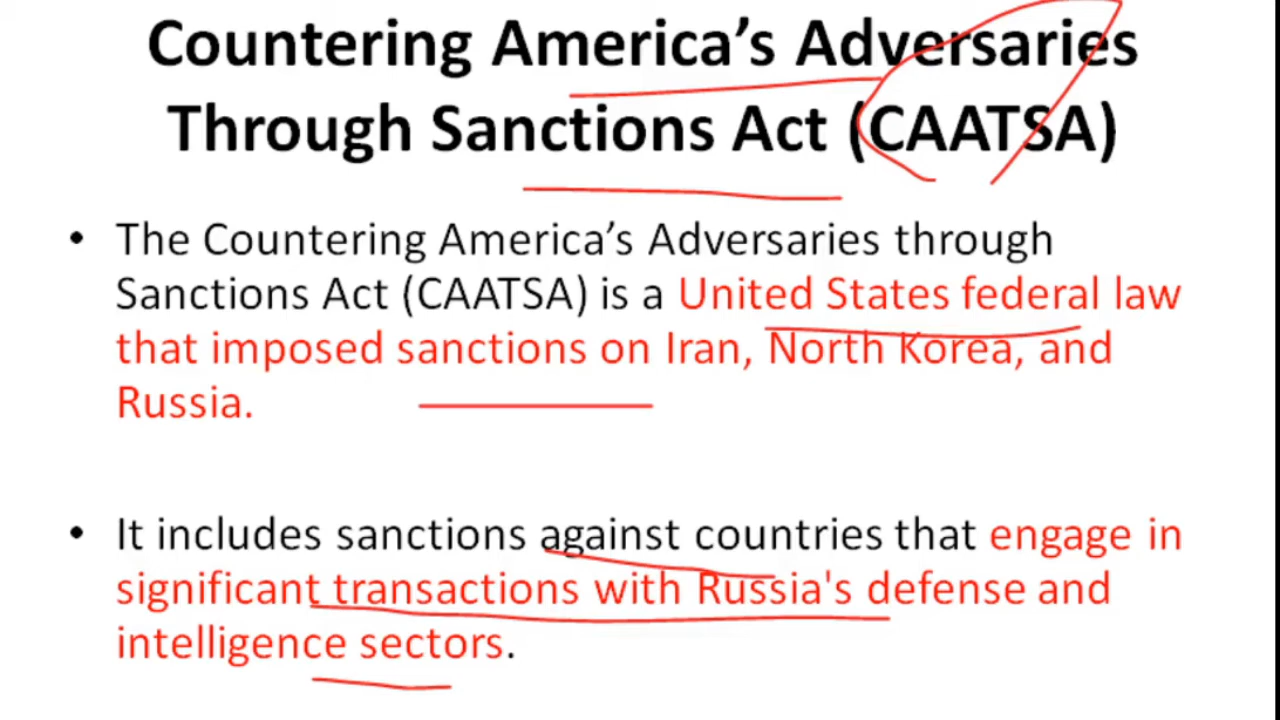 Countering America’s Adversaries
Through Sanctions Act (CAATSA)
• The Countering America’s Adversaries through
Sanctions Act (CAATSA) is a United States federal law
that imposed sanctions on Iran, North Korea, and
Russia.
• It includes sanctions against countries that engage in
significant transactions with Russia's defense and
intelligence sectors.